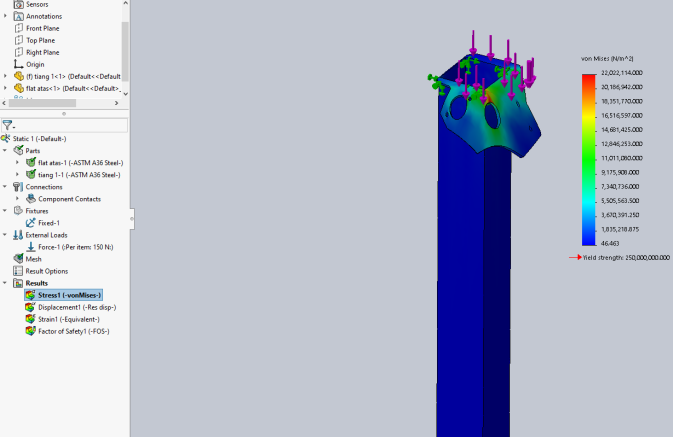 Sensors
Annotations
Front Plane
Top Plane
Right Plane
Origin
(f) tiang 1<1> (Default<<Default
flat atas<1> (Default<<Default>_
Static 1 (-Default-)
Parts
flat atas-1 (-ASTM A36 Steel-)
tiang 1-1 (-ASTM A36 Steel-)
Connections
Component Contacts
Fixtures
Fixed-1
External Loads
Force-1 (:Per item: 150 N:)
Mesh
Result Options
Results
Stress1 (-vonMises-)
Displacement1 (-Res disp-)
Strain1 (-Equivalent-)
Factor of Safety1 (-FOS-)
von Mises (N/m^2)
22,022,114.000
20,186,942.000
18,351,770.000
16,516,597.000
14,681,425.000
12,846,253.000
11,011,080.000
9,175,908.000
7,340,736.000
5,505,563.500
3,670,391.250
1,835,218.875
46.463
Yield strength: 250,000,000.000